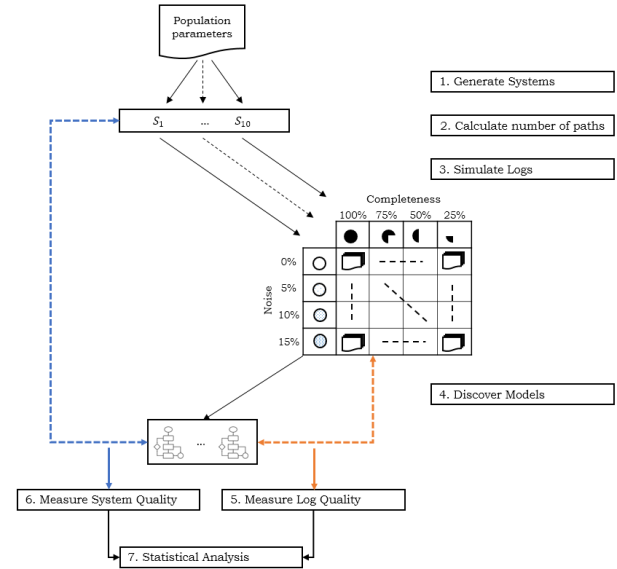 Population
parameters
1. Generate Systems
S1 ... S10
2. Calculate number of paths
3. Simulate Logs
Completeness
100% 75% 50% 25%
Noise
0%
5%
10%
15%
4. Discover Models
...
6. Measure System Quality
5. Measure Log Quality
7. Statistical Analysis